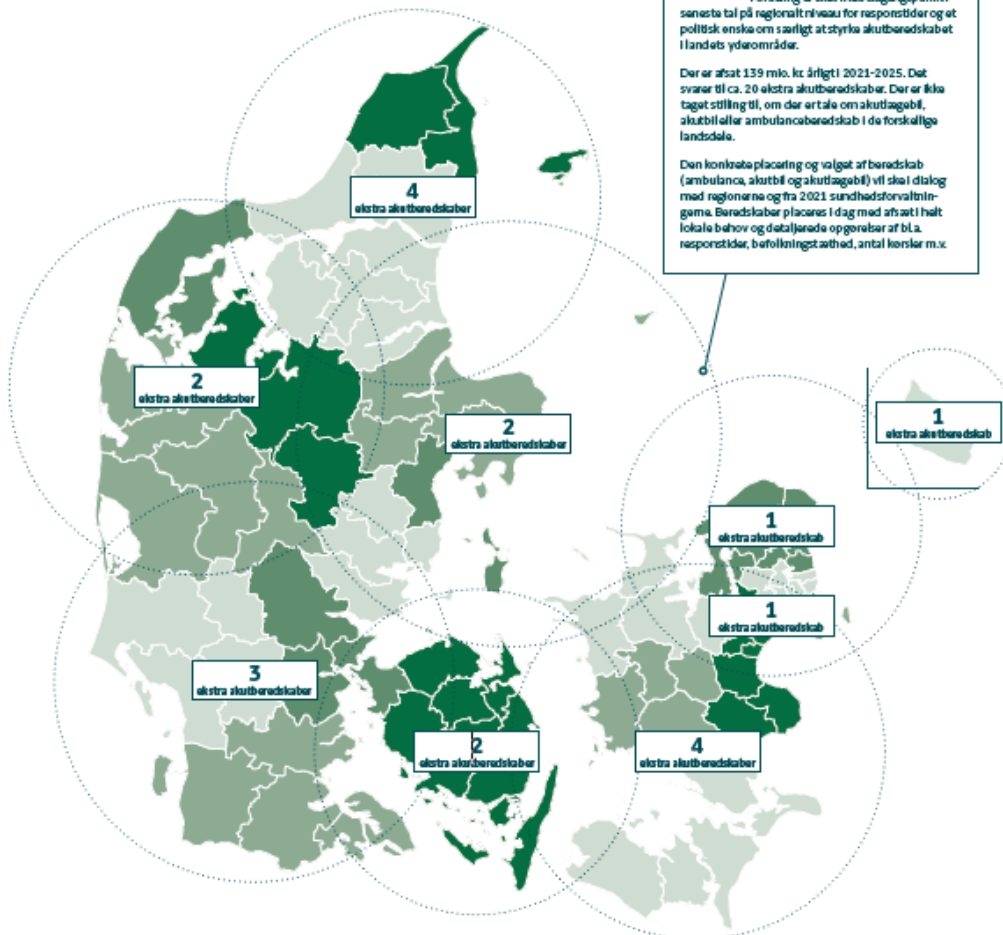 seneste tal på regionalt niveau for responstider og et
politisk ønske om særligt at styrke akutberedskabet
i landets yderområder.
Der er afsat 139 mio. kr. årligt i 2021-2025. Det
svarer til ca. 20 ekstra akutberedskaber. Der er ikke
taget stilling til, om der er tale om akutlægebil,
akutbil eller ambulanceberedskab i de forskellige
landsdele.
Den konkrete placering og valget af beredskab
(ambulance, akutbil og akutlægebil) vil ske i dialog
med regionerne og fra 2021 sundhedsforvaltnin-
gerne. Beredskaber placeres i dag med afsæt i helt
lokale behov og detaljerede opgørelser af bl.a.
responstider, befolkningstæthed, antal kørsler m.v.
4
ekstra akutberedskaber
2
ekstra akutberedskaber
2
ekstra akutberedskaber
1
ekstra akutberedskab
1
ekstra akutberedskab
1
ekstra akutberedskab
3
ekstra akutberedskaber
2
ekstra akutberedskaber
4
ekstra akutberedskaber